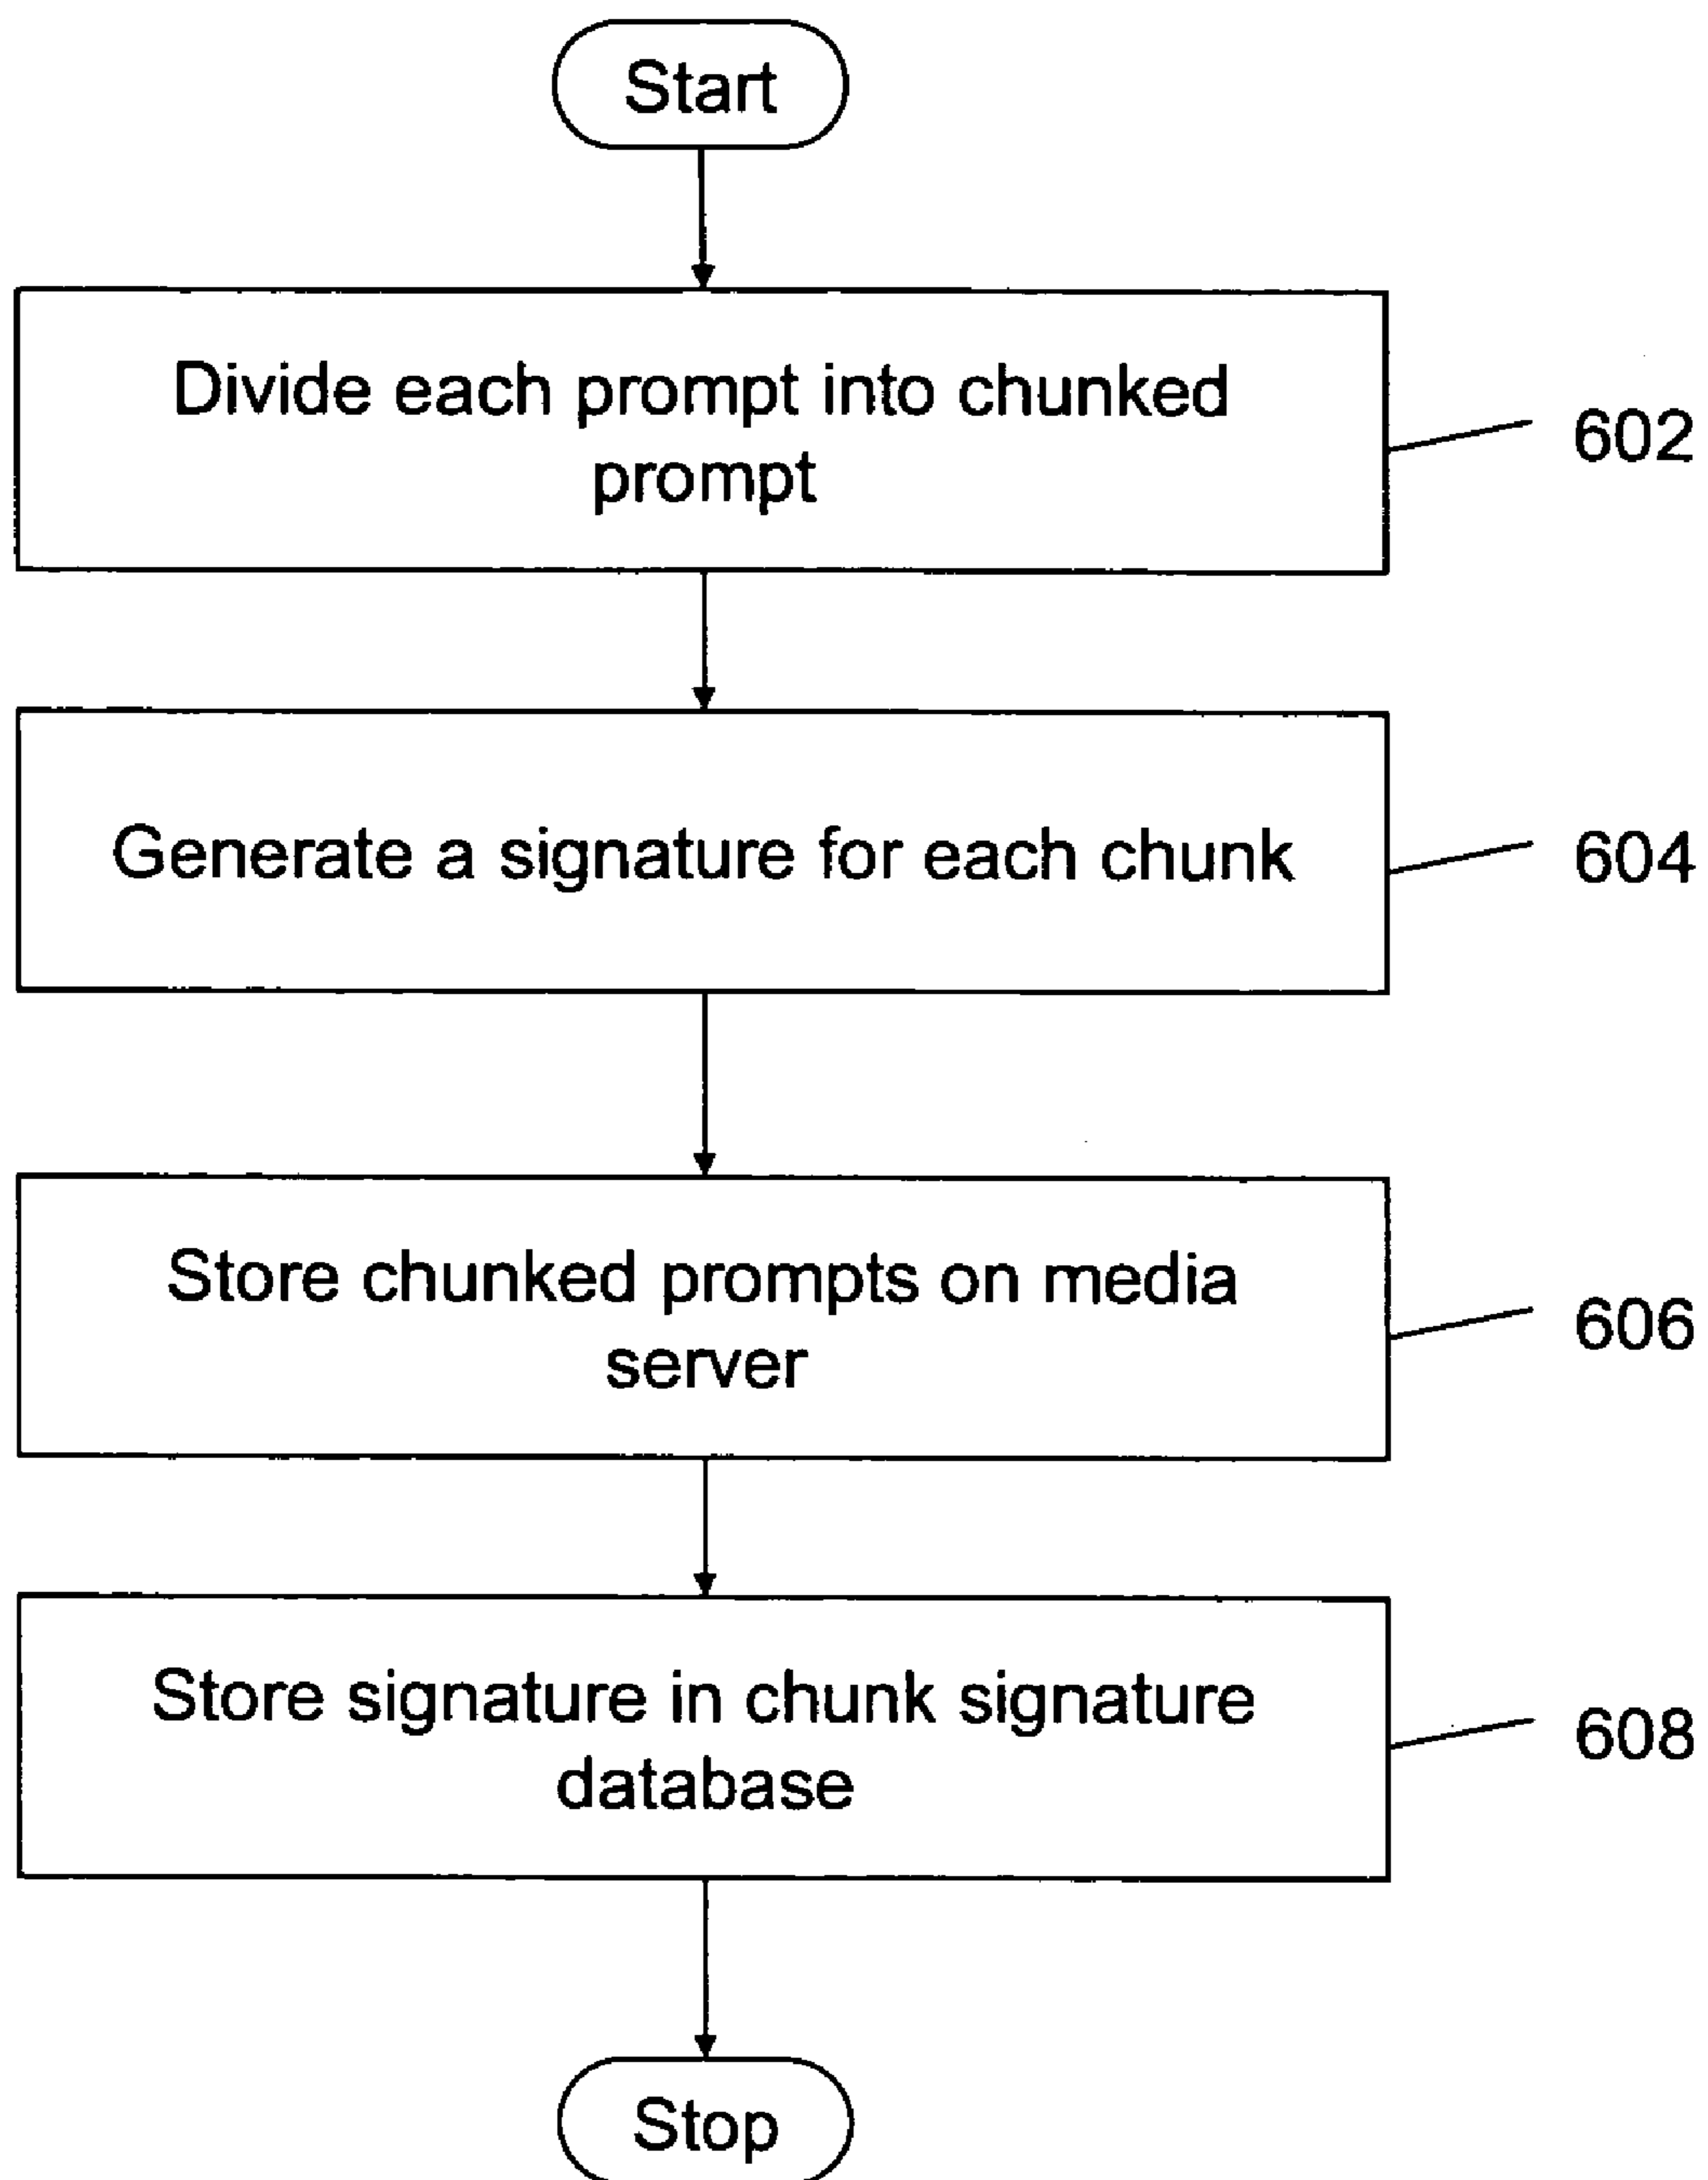 Start
Divide each prompt into chunked
prompt
602
Generate a signature for each chunk
604
Store chunked prompts on media
server
606
Store signature in chunk signature
database
608
Stop